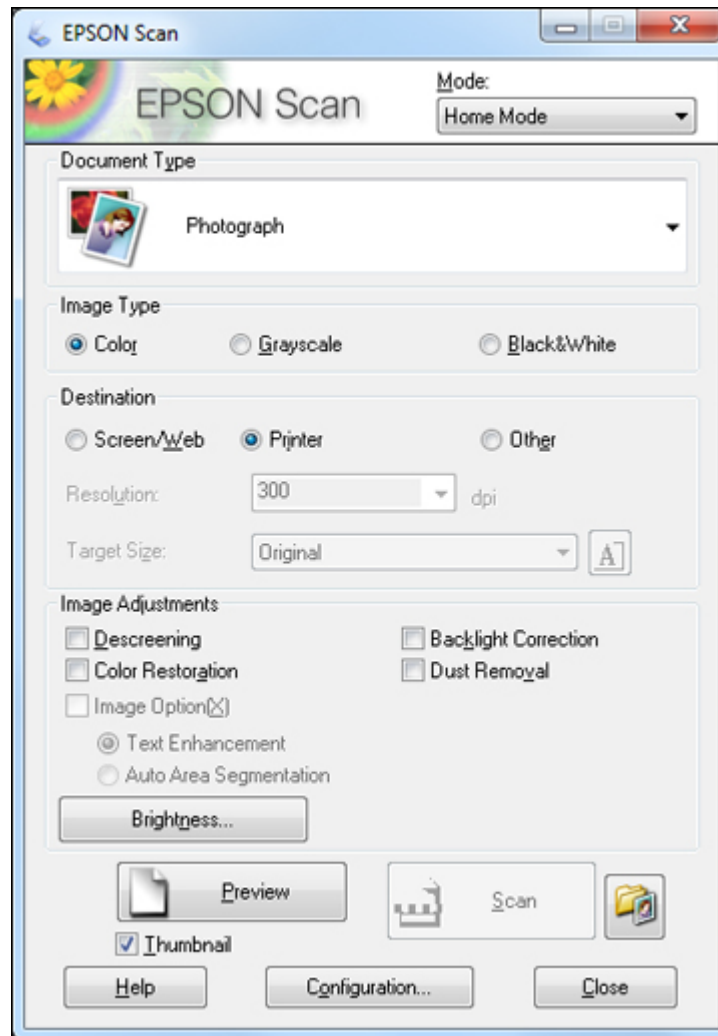 EPSON Scan
EPSON Scan
Mode:
Home Mode
Document Type
Photograph
Image Type
Color Grayscale Black&White
Destination
Screen/Web Printer Other
Resolution: 300 dpi
Target Size: Original A
Image Adjustments
Descreening Backlight Correction
Color Restoration Dust Removal
Image Option(X)
Text Enhancement
Auto Area Segmentation
Brightness...
Preview Scan
Thumbnail
Help Configuration... Close